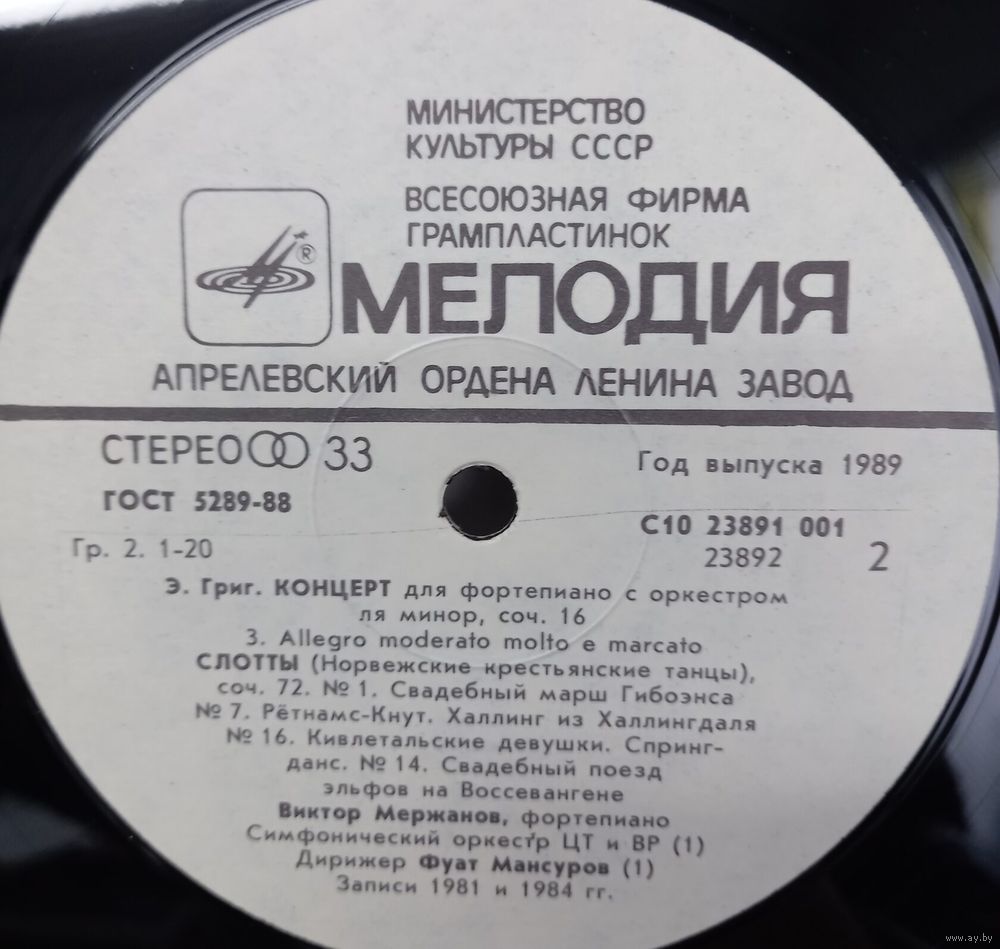 МИНИСТЕРСТВО
КУЛЬТУРЫ СССР
ВСЕСОЮЗНАЯ ФИРМА
ГРАМПЛАСТИНОК
®
МЕЛОДИЯ
АПРЕЛЕВСКИЙ ОРДЕНА ЛЕНИНА ЗАВОД
СТЕРЕО 33
Год выпуска 1989
ГОСТ 5289-88
С10 23891 001
Гр. 2. 1-20
23892 2
Э. Григ. КОНЦЕРТ для фортепиано с оркестром
ля минор, соч. 16
3. Allegro moderato molto e marcato
СЛОТТЫ (Норвежские крестьянские танцы),
соч. 72. № 1. Свадебный марш Гибоэнса
№ 7. Рётнамс-Кнут. Халлинг из Халлингдаля
№ 16. Кивлетальские девушки. Спринг-
данс. № 14. Свадебный поезд
эльфов на Воссевангене
Виктор Мержанов, фортепиано
Симфонический оркестр ЦТ и ВР (1)
Дирижер Фуат Мансуров (1)
Записи 1981 и 1984 гг.
www.ay.by